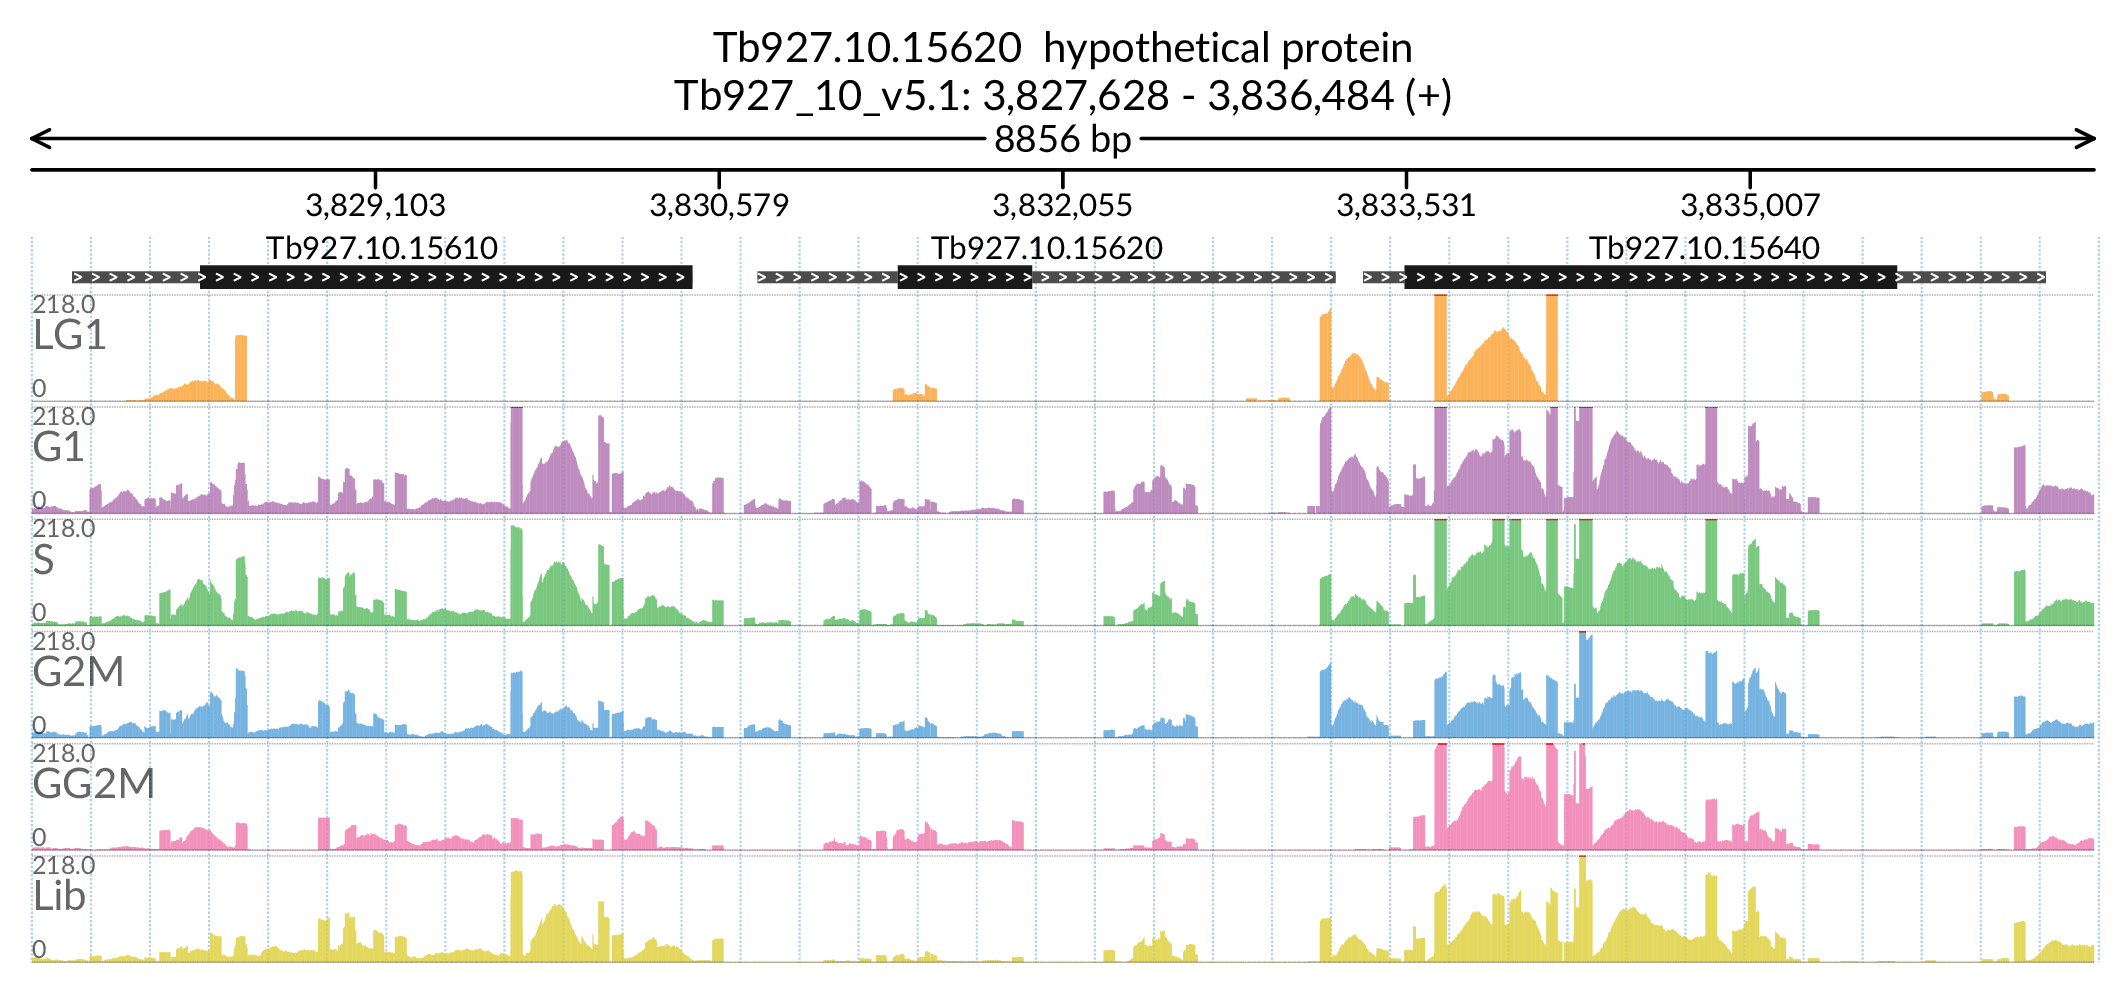 Tb927.10.15620  hypothetical protein
Tb927_10_v5.1: 3,827,628 - 3,836,484 (+)
8856 bp
3,829,103 3,830,579 3,832,055 3,833,531 3,835,007
Tb927.10.15610 Tb927.10.15620 Tb927.10.15640
218.0
LG1
0
218.0
G1
0
218.0
S
0
218.0
G2M
0
218.0
GG2M
0
218.0
Lib
0